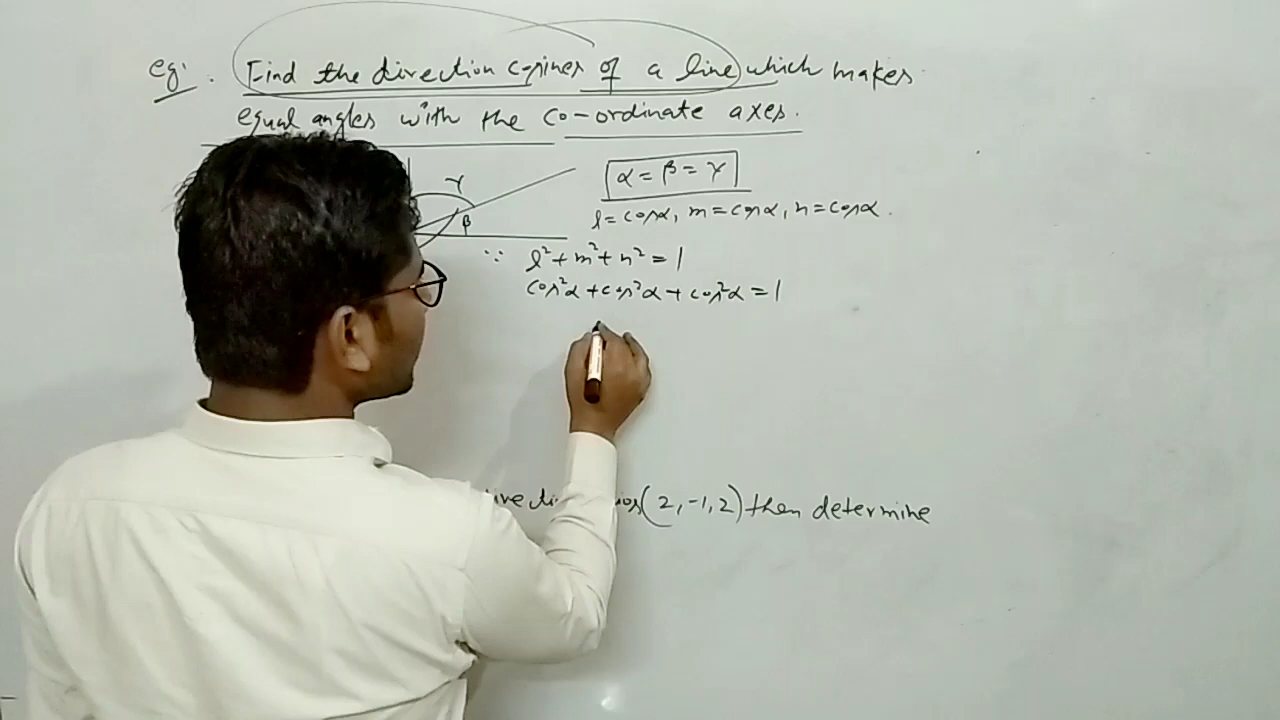 eg: Find the direction cosines of a line which makes
equal angles with the co-ordinate axes.
γ
β
α = β = γ
l = cosα, m = cosα, n = cosα.
∵ l² + m² + n² = 1
cos²α + cos²α + cos²α = 1
(2, -1, 2) then determine